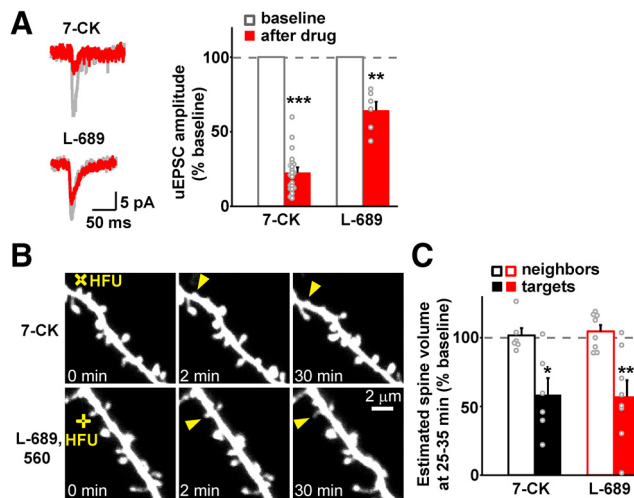 A
7-CK
L-689
5 pA
50 ms
baseline
after drug
uEPSC amplitude
(% baseline)
100
50
0
***
**
7-CK
L-689
B
HFU
7-CK
0 min
2 min
30 min
2 μm
HFU
L-689,
560
0 min
2 min
30 min
C
neighbors
targets
Estimated spine volume
at 25-35 min (% baseline)
100
50
0
*
**
7-CK
L-689